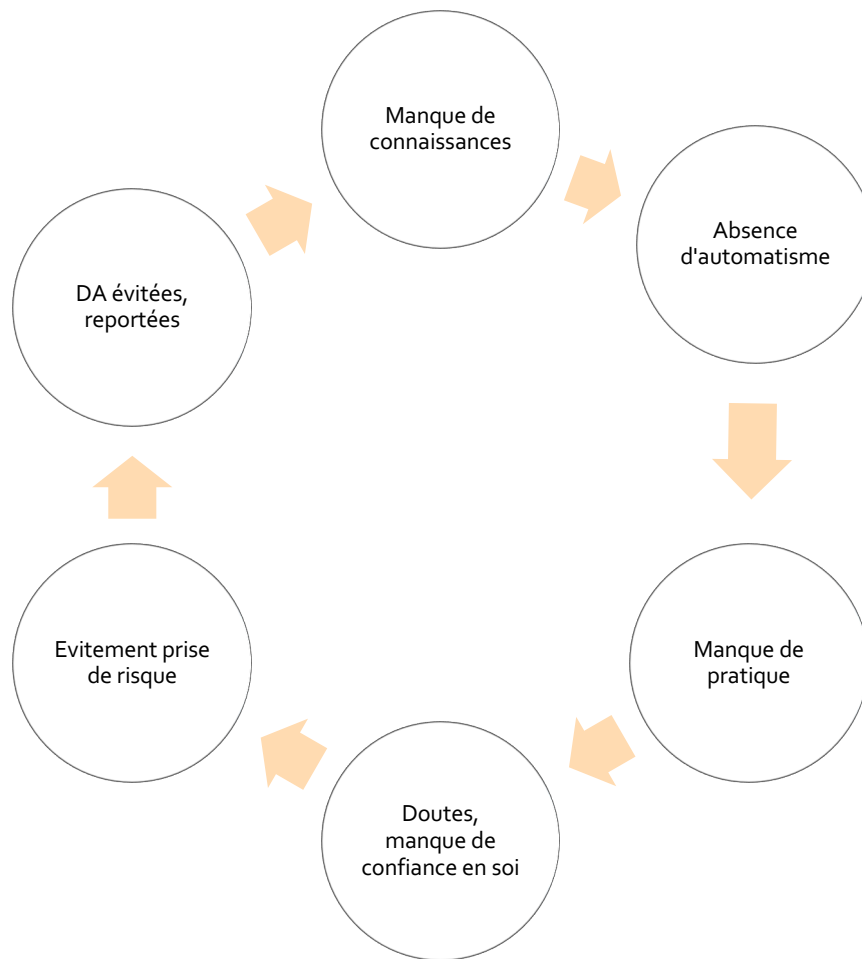 Manque de
connaissances
Absence
d'automatisme
Manque de
pratique
Doutes,
manque de
confiance en soi
Evitement prise
de risque
DA évitées,
reportées